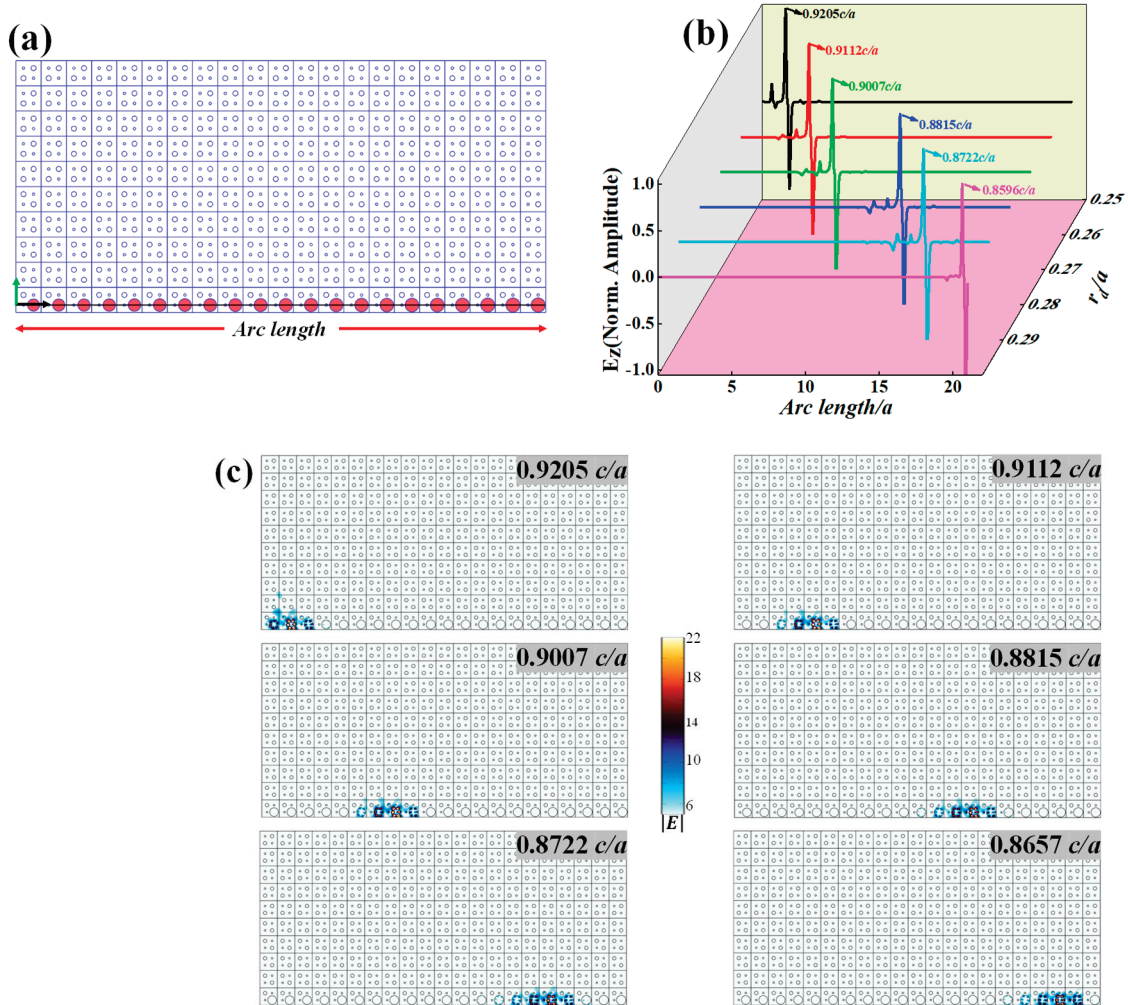 (a)
Arc length
(b)
0.9205c/a
0.9112c/a
0.9007c/a
0.8815c/a
0.8722c/a
0.8596c/a
E_Z(Norm. Amplitude)
1.0
0.5
0.0
-0.5
-1.0
0
5
10
15
20
Arc length/a
0.25
0.26
0.27
0.28
0.29
r_d/a
(c)
0.9205 c/a
0.9112 c/a
0.9007 c/a
0.8815 c/a
22
18
14
10
6
|E|
0.8722 c/a
0.8657 c/a